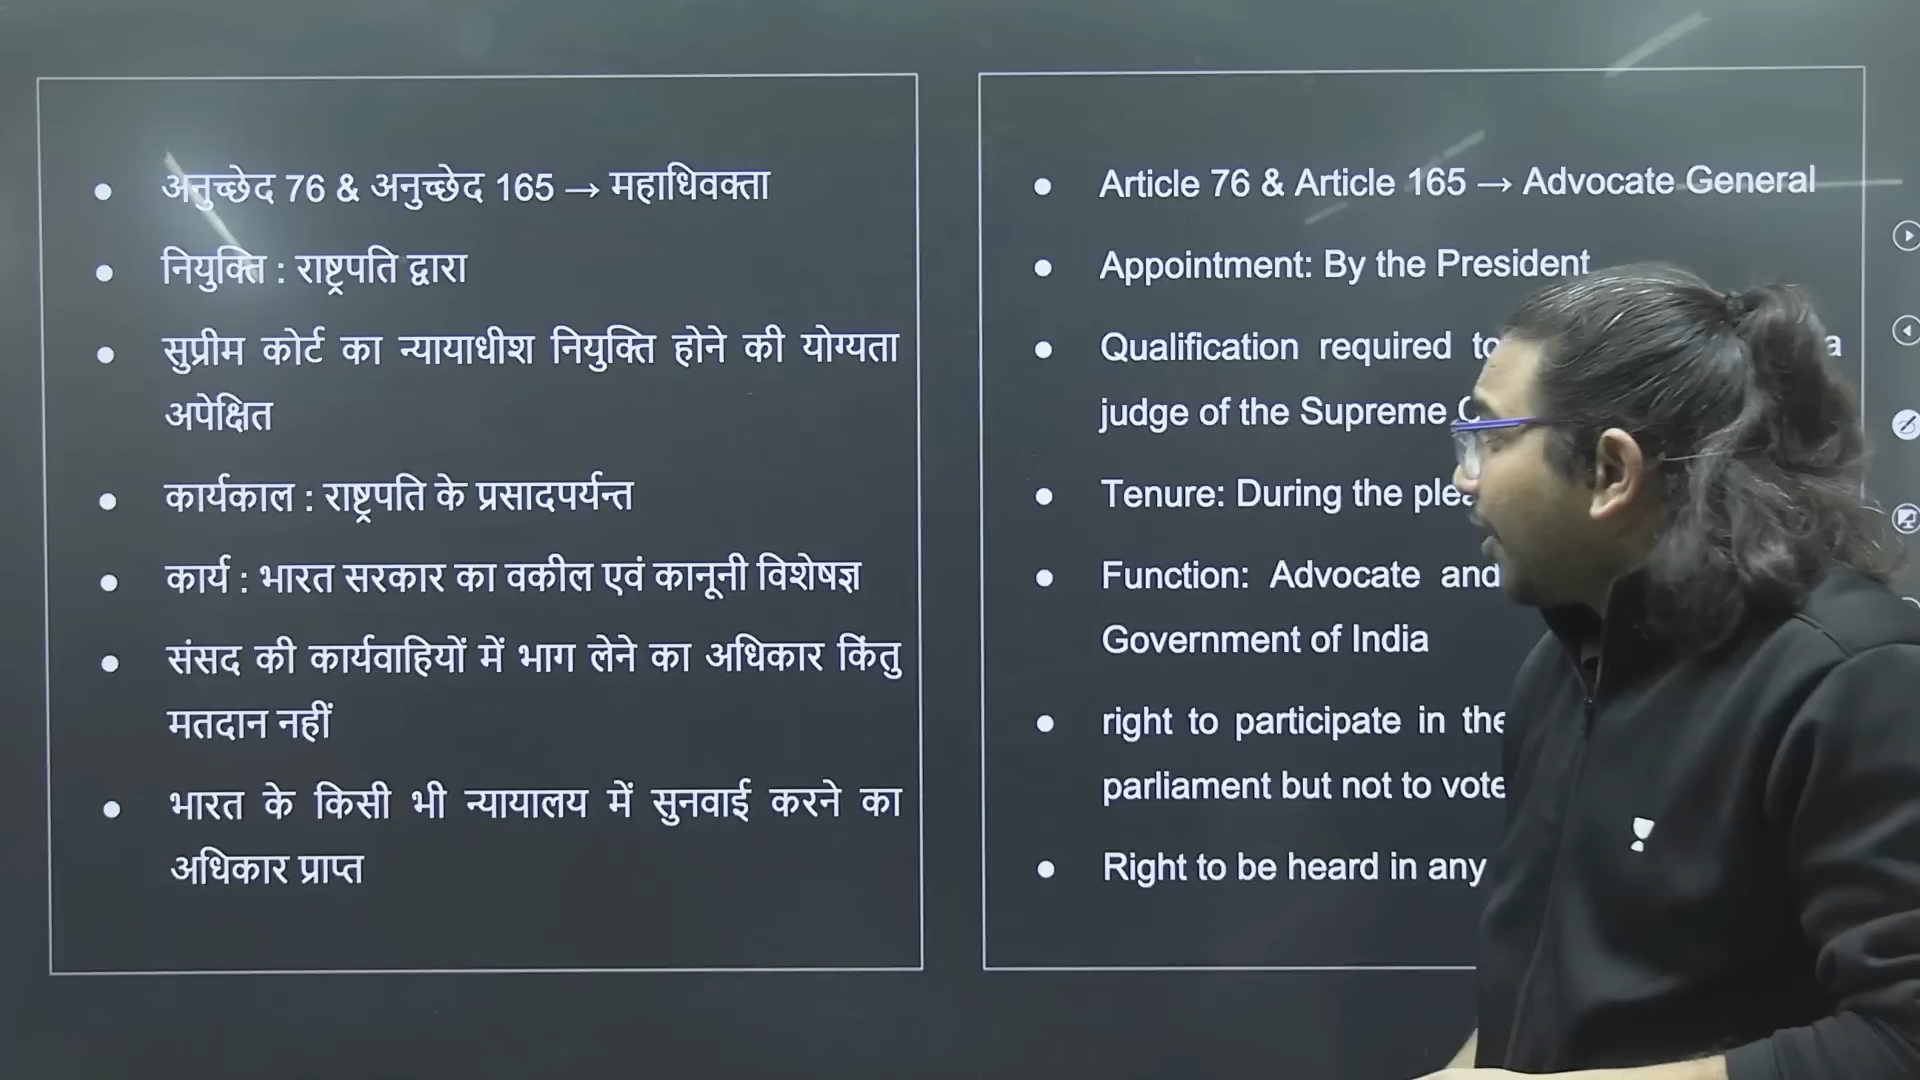 • अनुच्छेद 76 & अनुच्छेद 165 → महाधिवक्ता
• नियुक्ति : राष्ट्रपति द्वारा
• सुप्रीम कोर्ट का न्यायाधीश नियुक्ति होने की योग्यता
अपेक्षित
• कार्यकाल : राष्ट्रपति के प्रसादपर्यन्त
• कार्य : भारत सरकार का वकील एवं कानूनी विशेषज्ञ
• संसद की कार्यवाहियों में भाग लेने का अधिकार किंतु
मतदान नहीं
• भारत के किसी भी न्यायालय में सुनवाई करने का
अधिकार प्राप्त
• Article 76 & Article 165 → Advocate General
• Appointment: By the President
• Qualification required to a
judge of the Supreme
• Tenure: During the
• Function: Advocate and
Government of India
• right to participate in the
parliament but not to vote
• Right to be heard in any